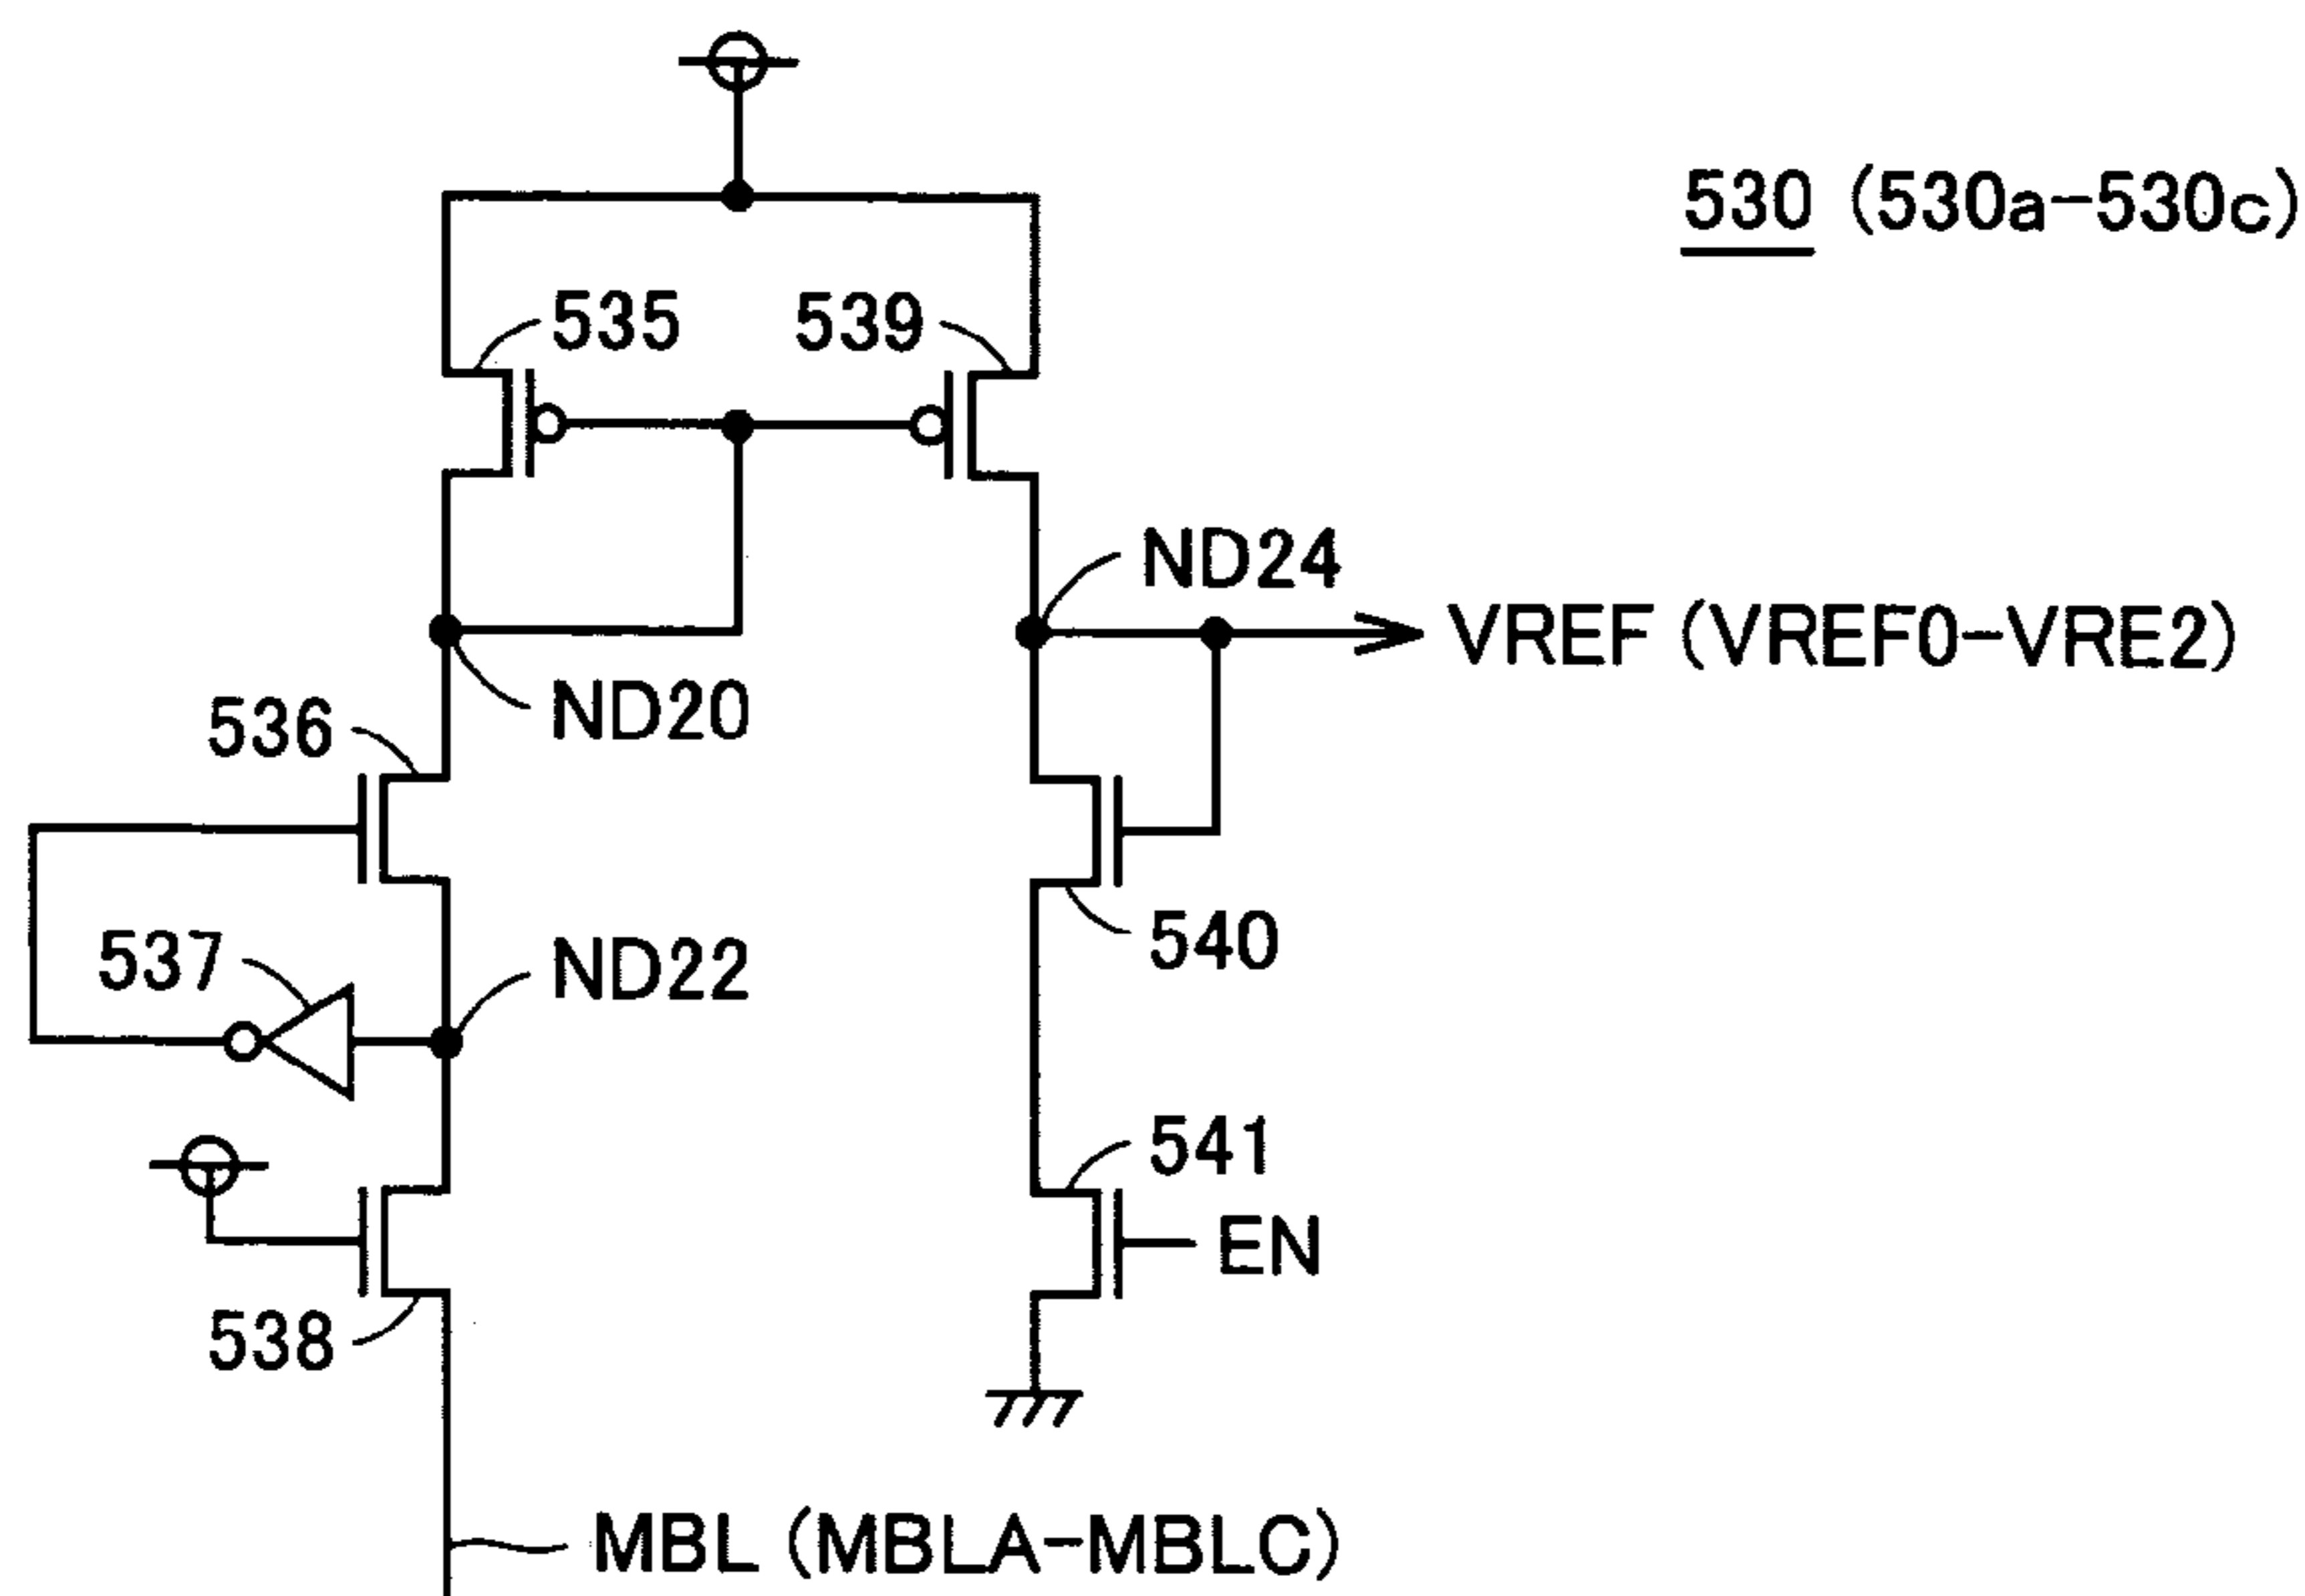 530 (530a-530c)
535
539
ND24
VREF (VREF0-VRE2)
ND20
536
540
537
ND22
541
EN
538
MBL (MBLA-MBLC)